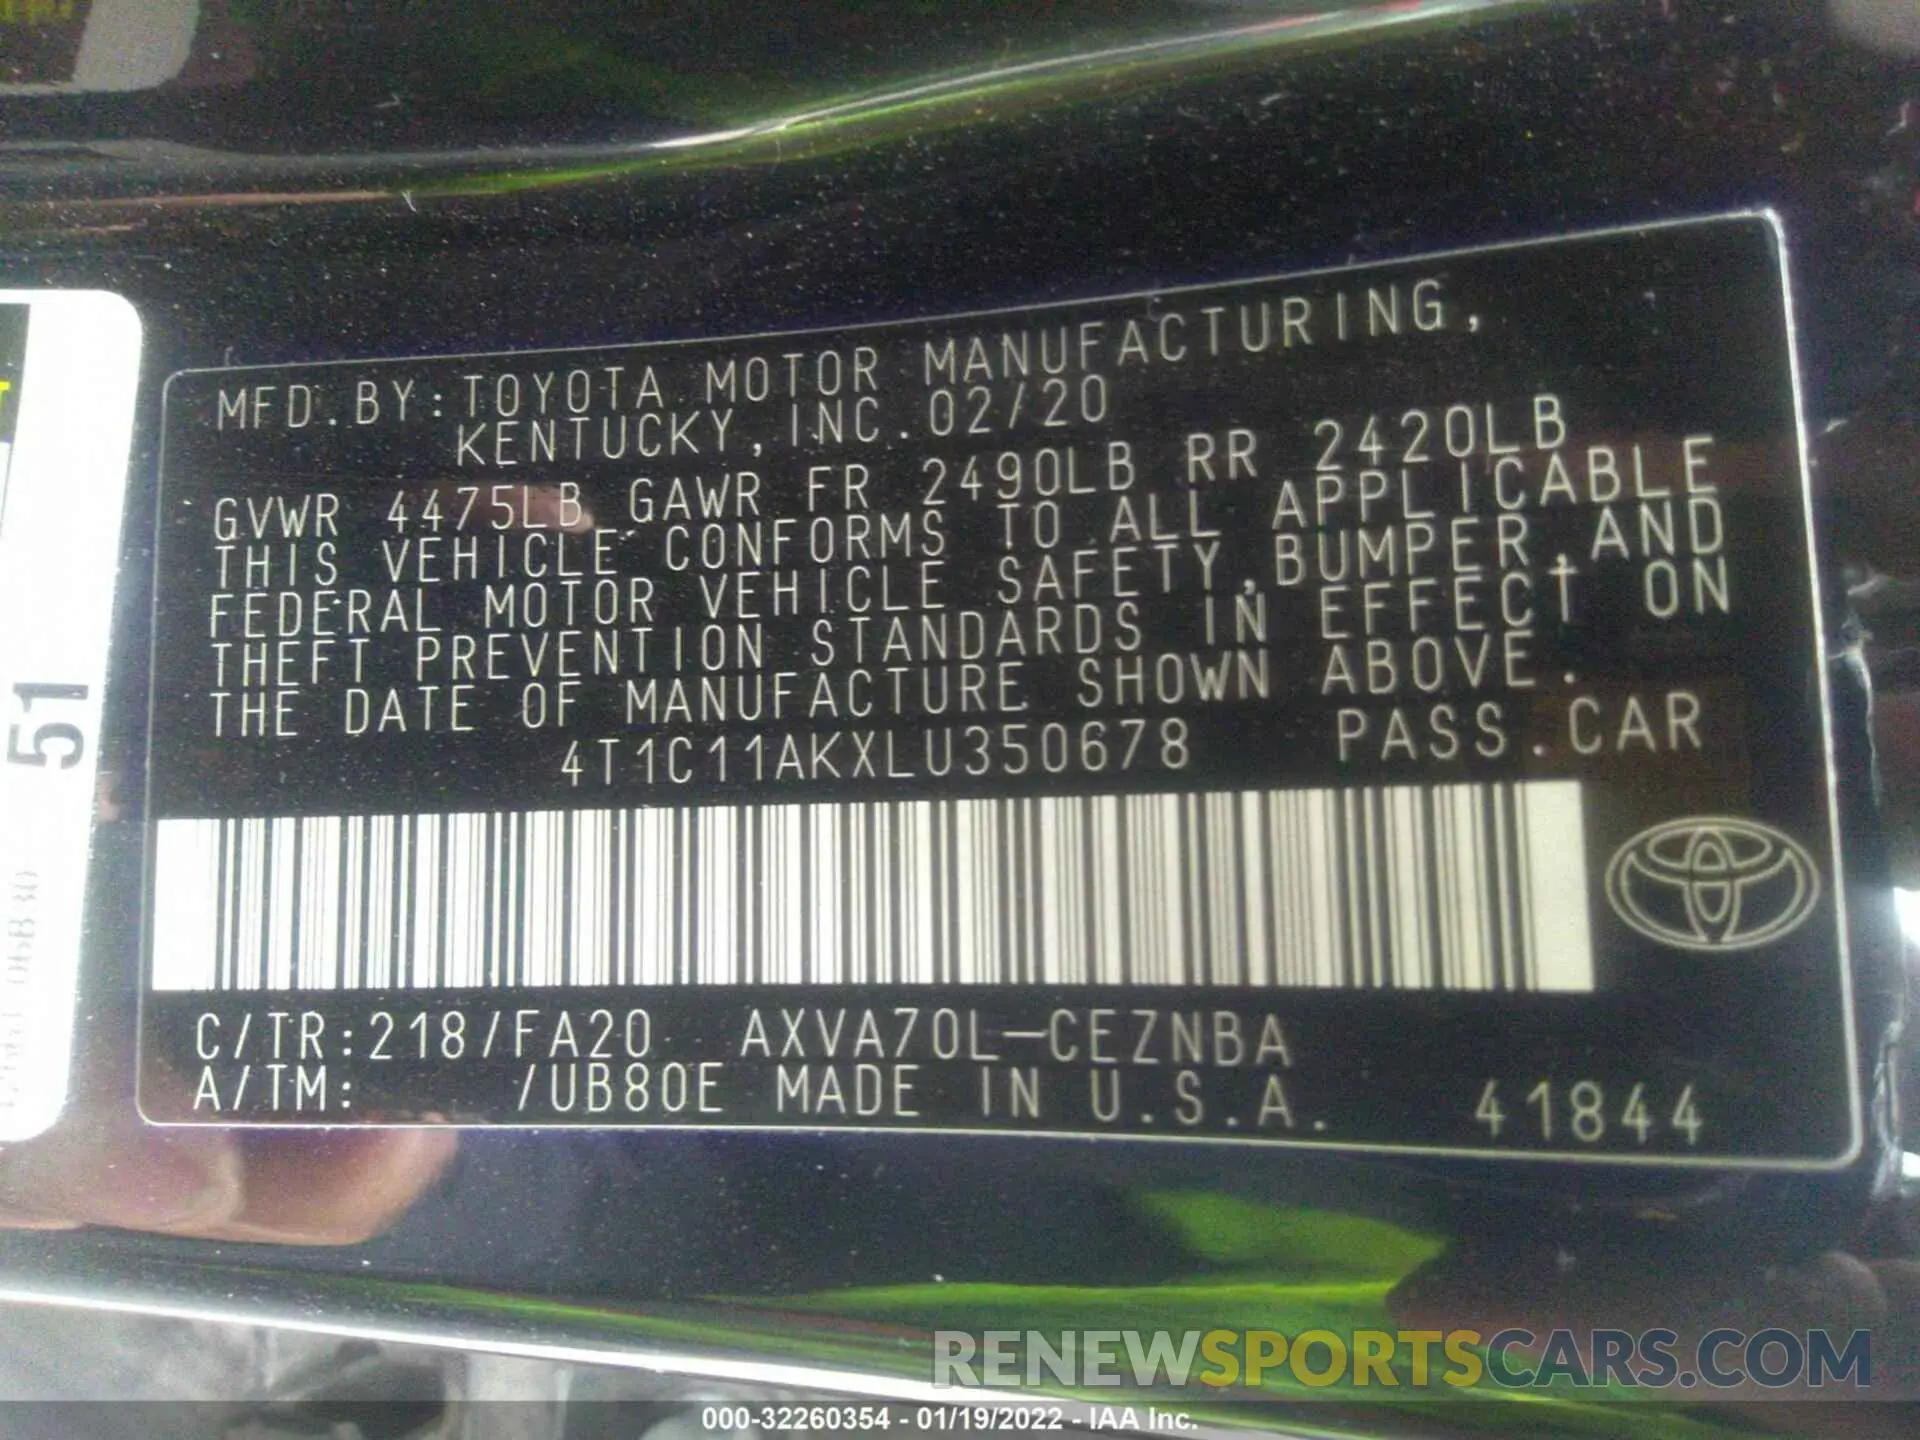 MFD.BY:TOYOTA MOTOR MANUFACTURING,
KENTUCKY, INC. 02/20
GVWR 4475LB GAWR FR 2490LB RR 2420LB
THIS VEHICLE CONFORMS TO ALL APPLICABLE
FEDERAL MOTOR VEHICLE SAFETY,BUMPER,AND
THEFT PREVENTION STANDARDS IN EFFECT ON
THE DATE OF MANUFACTURE SHOWN ABOVE.
4T1C11AKXLU350678 PASS.CAR
C/TR:218/FA20 AXVA70L-CEZNBA
A/TM: /UB80E MADE IN U.S.A. 41844
51
06B30
RENEWSPORTSCARS.COM
000-32260354 - 01/19/2022 - IAA Inc.